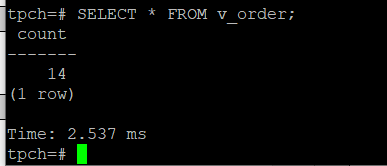 tpch=# SELECT * FROM v_order;
 count
-------
    14
(1 row)

Time: 2.537 ms
tpch=#